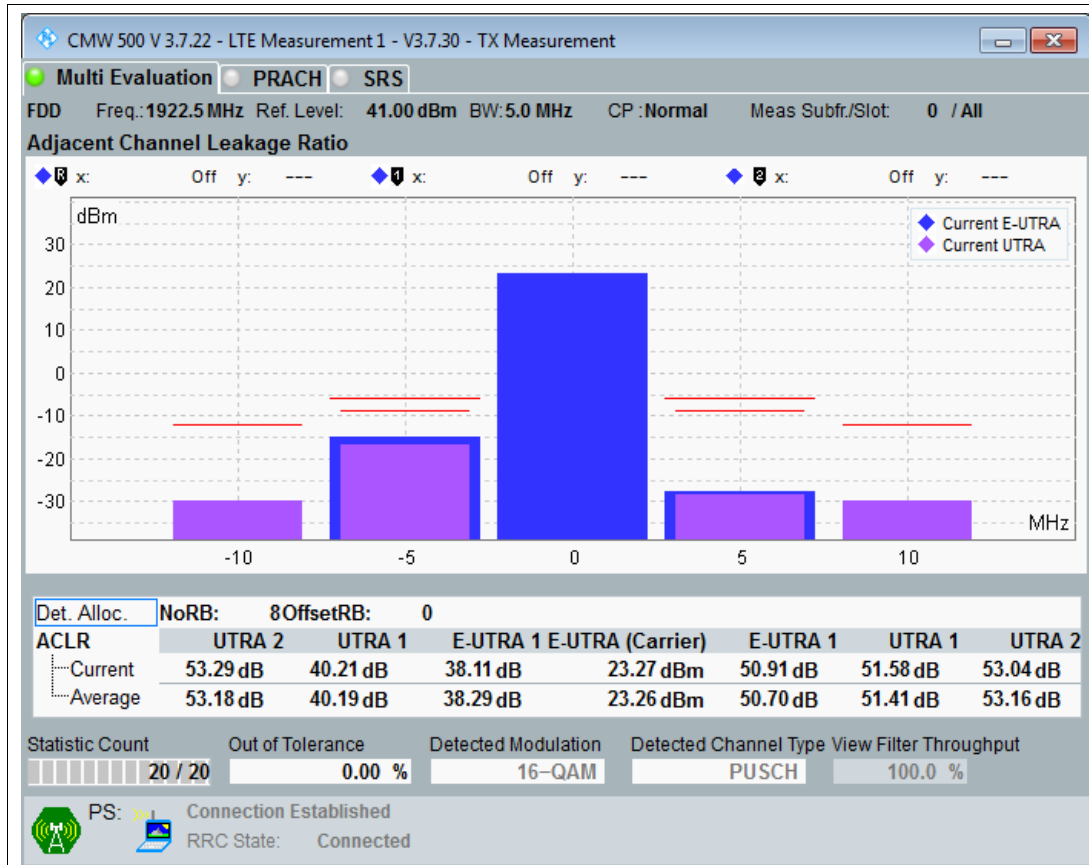 CMW 500 V 3.7.22 - LTE Measurement 1 - V3.7.30 - TX Measurement
Multi Evaluation PRACH SRS
FDD Freq.: 1922.5 MHz Ref. Level: 41.00 dBm BW: 5.0 MHz CP : Normal Meas Subfr./Slot: 0 / All
Adjacent Channel Leakage Ratio
R x: Off y: --- 1 x: Off y: --- 2 x: Off y: ---
dBm
Current E-UTRA
Current UTRA
30
20
10
0
-10
-20
-30
MHz
-10 -5 0 5 10
Det. Alloc. NoRB: 8 OffsetRB: 0
ACLR UTRA 2 UTRA 1 E-UTRA 1 E-UTRA (Carrier) E-UTRA 1 UTRA 1 UTRA 2
Current 53.29 dB 40.21 dB 38.11 dB 23.27 dBm 50.91 dB 51.58 dB 53.04 dB
Average 53.18 dB 40.19 dB 38.29 dB 23.26 dBm 50.70 dB 51.41 dB 53.16 dB
Statistic Count Out of Tolerance Detected Modulation Detected Channel Type View Filter Throughput
20 / 20 0.00 % 16-QAM PUSCH 100.0 %
PS: Connection Established
RRC State: Connected